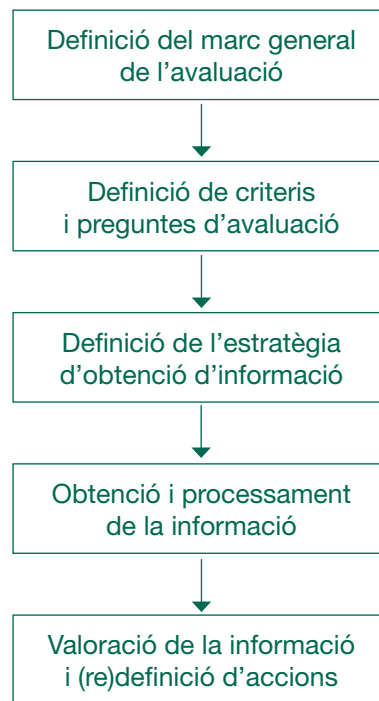 Definició del marc general
de l’avaluació
Definició de criteris
i preguntes d’avaluació
Definició de l’estratègia
d’obtenció d’informació
Obtenció i processament
de la informació
Valoració de la informació
i (re)definició d’accions